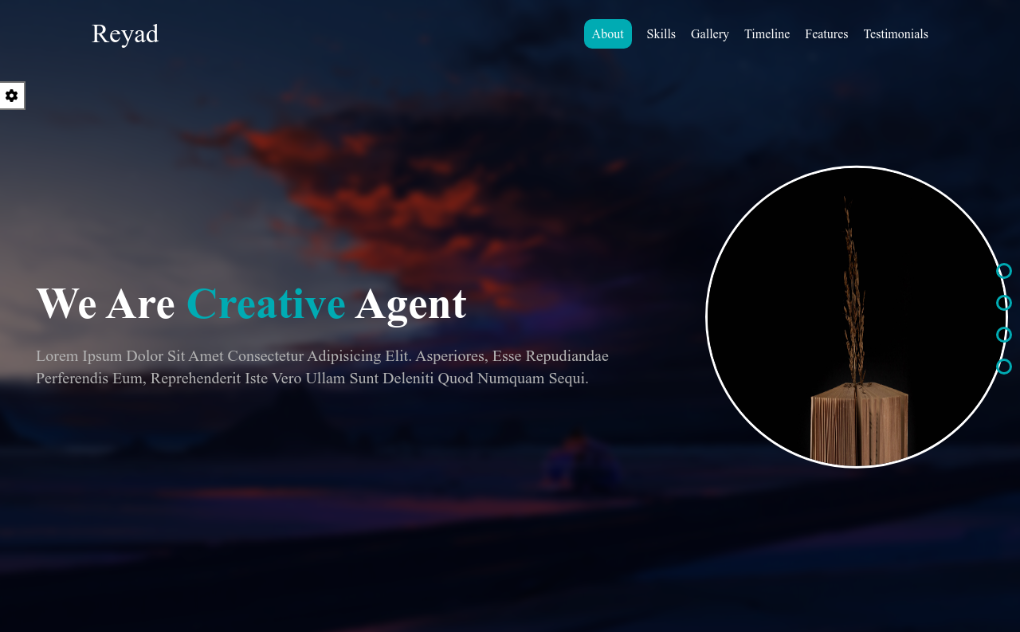 Reyad
About Skills Gallery Timeline Features Testimonials
We Are Creative Agent
Lorem Ipsum Dolor Sit Amet Consectetur Adipisicing Elit. Asperiores, Esse Repudiandae
Perferendis Eum, Reprehenderit Iste Vero Ullam Sunt Deleniti Quod Numquam Sequi.